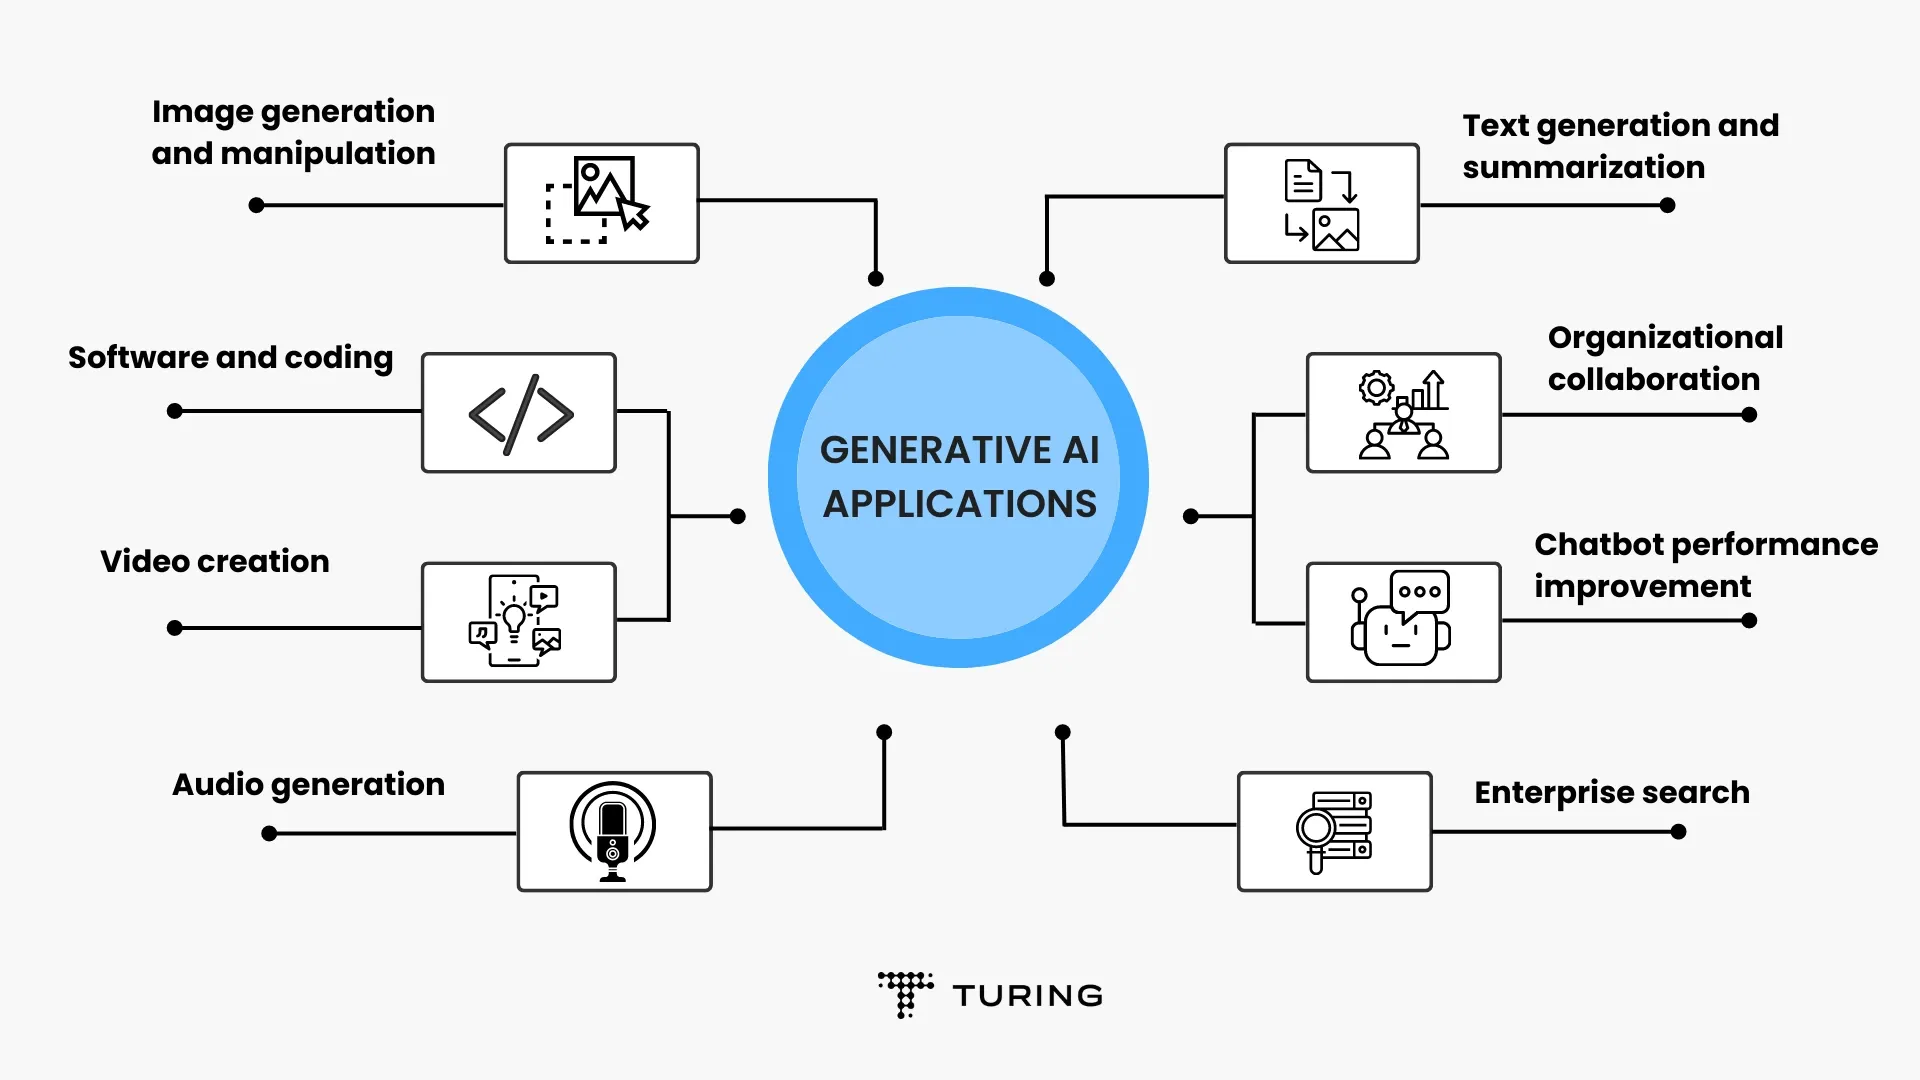 Image generation
and manipulation
Software and coding
Video creation
Audio generation
GENERATIVE AI
APPLICATIONS
Text generation and
summarization
Organizational
collaboration
Chatbot performance
improvement
Enterprise search
TURING